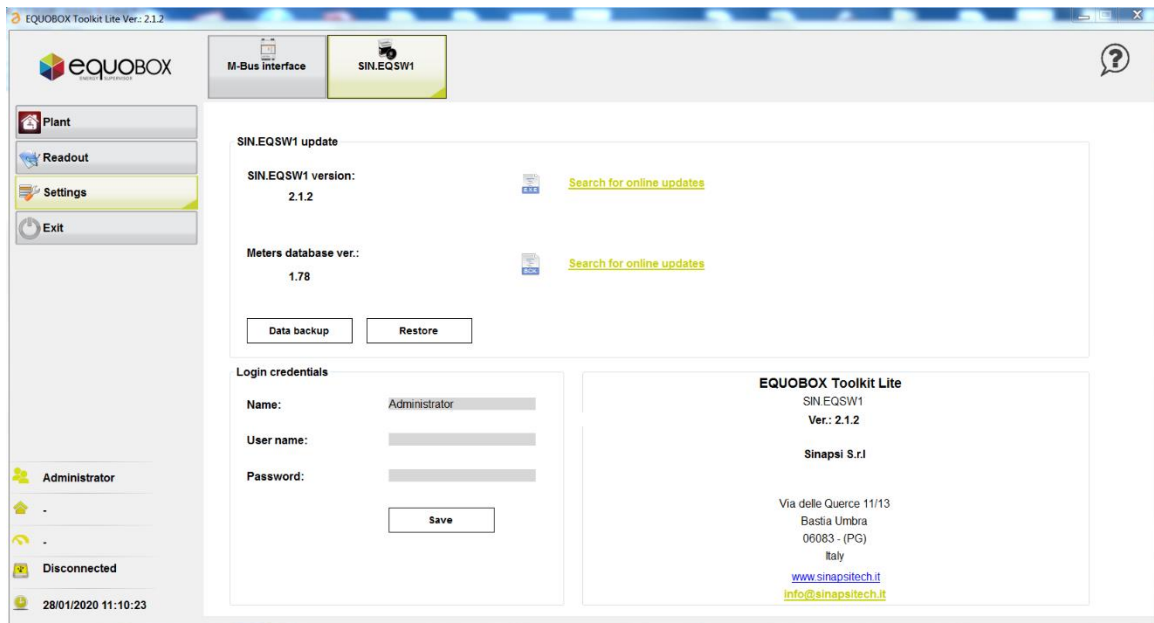 EQUOBOX Toolkit Lite Ver.: 2.1.2
equoBOX
ENERGY SUPERVISOR
M-Bus interface
SIN.EQSW1
?
Plant
Readout
Settings
Exit
SIN.EQSW1 update
SIN.EQSW1 version:
2.1.2
EXE
Search for online updates
Meters database ver.:
1.78
BCK
Search for online updates
Data backup
Restore
Login credentials
Name:
Administrator
User name:
Password:
Save
EQUOBOX Toolkit Lite
SIN.EQSW1
Ver.: 2.1.2
Sinapsi S.r.l
Via delle Querce 11/13
Bastia Umbra
06083 - (PG)
Italy
www.sinapsitech.it
info@sinapsitech.it
Administrator
-
-
Disconnected
28/01/2020 11:10:23